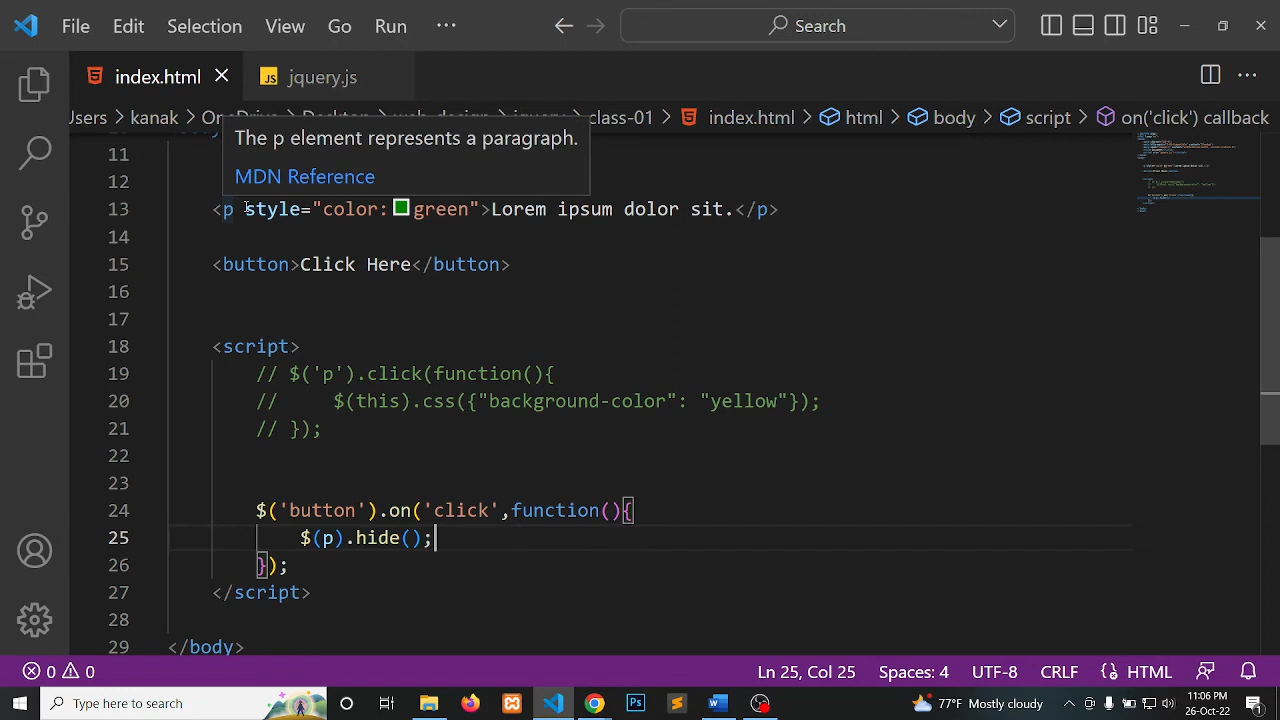 File Edit Selection View Go Run ··· Search
index.html jquery.js
Users > kanak > class-01 > index.html > html > body > script > on('click') callback
The p element represents a paragraph.
MDN Reference
11
12
13 <p style="color: green">Lorem ipsum dolor sit.</p>
14
15 <button>Click Here</button>
16
17
18 <script>
19 // $('p').click(function(){
20 //     $(this).css({"background-color": "yellow"});
21 // });
22
23
24 $('button').on('click',function(){
25     $(p).hide();
26 });
27 </script>
28
29 </body>
0 0 Ln 25, Col 25 Spaces: 4 UTF-8 CRLF HTML
Type here to search 77°F Mostly cloudy 11:06 PM
26-Oct-22